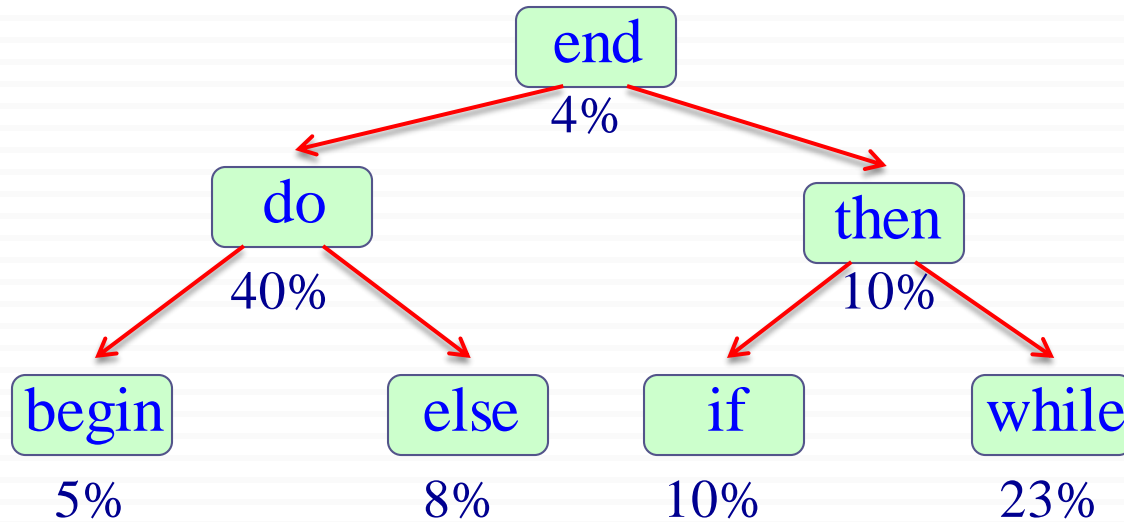 end
4%
do
then
40%
10%
begin
else
if
while
5%
8%
10%
23%